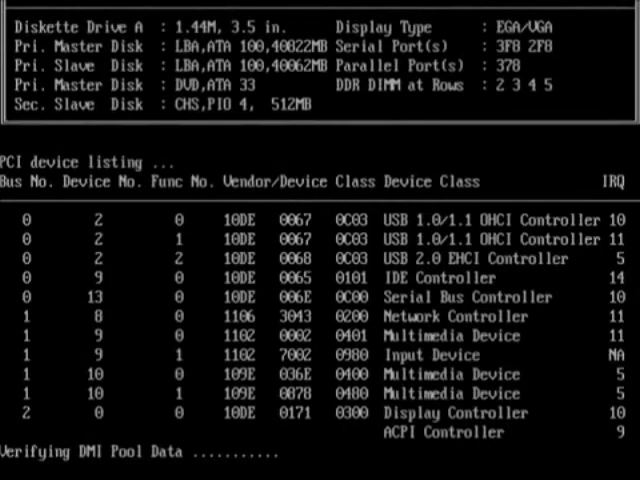 Diskette Drive A : 1.44M, 3.5 in. Display Type : EGA/VGA
Pri. Master Disk : LBA,ATA 100,40822MB Serial Port(s) : 3F8 2F8
Pri. Slave Disk : LBA,ATA 100,40062MB Parallel Port(s) : 378
Pri. Master Disk : DVD,ATA 33 DDR DIMM at Rows : 2 3 4 5
Sec. Slave Disk : CHS,PIO 4, 512MB
PCI device listing ...
Bus No. Device No. Func No. Vendor/Device Class Device Class IRQ
0 2 0 10DE 0067 0C03 USB 1.0/1.1 OHCI Controller 10
0 2 1 10DE 0067 0C03 USB 1.0/1.1 OHCI Controller 11
0 2 2 10DE 0068 0C03 USB 2.0 EHCI Controller 5
0 9 0 10DE 0065 0101 IDE Controller 14
0 13 0 10DE 006E 0C00 Serial Bus Controller 10
1 8 0 1106 3043 0200 Network Controller 11
1 9 0 1102 0002 0401 Multimedia Device 11
1 9 1 1102 7002 0980 Input Device NA
1 10 0 109E 036E 0400 Multimedia Device 5
1 10 1 109E 0878 0480 Multimedia Device 5
2 0 0 10DE 0171 0300 Display Controller 10
ACPI Controller 9
Verifying DMI Pool Data ...........